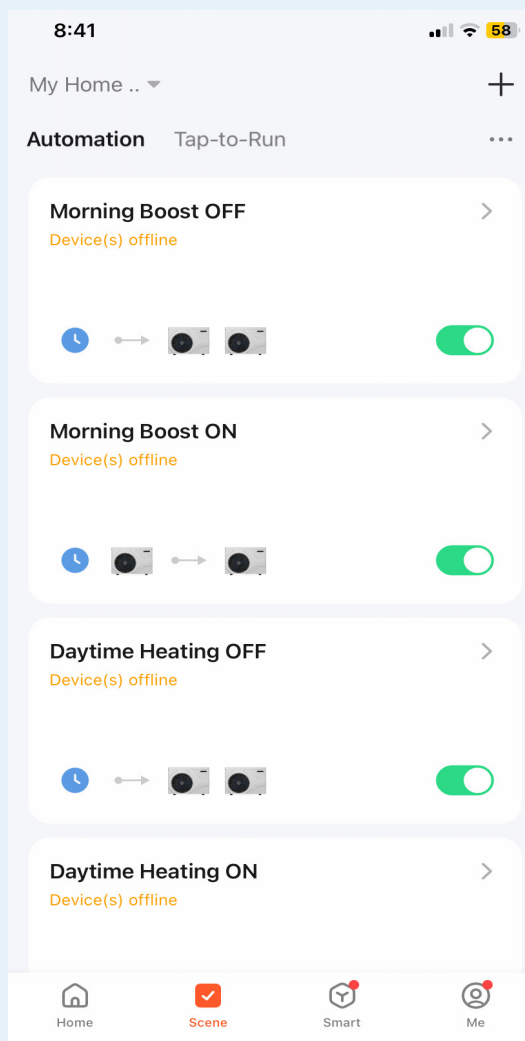 8:41
58
My Home ..
Automation Tap-to-Run
Morning Boost OFF
Device(s) offline
Morning Boost ON
Device(s) offline
Daytime Heating OFF
Device(s) offline
Daytime Heating ON
Device(s) offline
Home Scene Smart Me